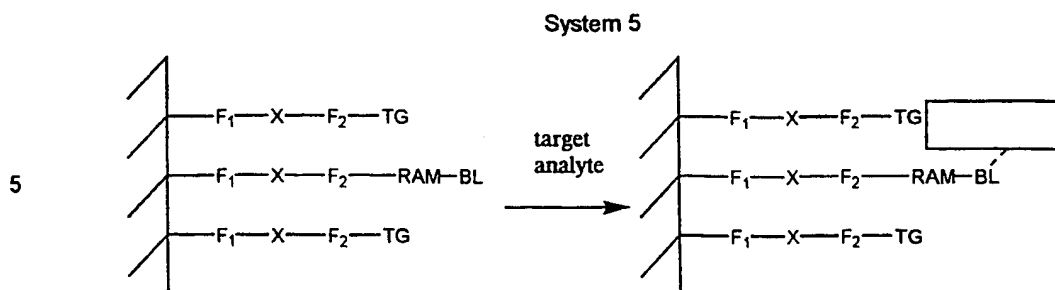 System 5
F₁—X—F₂—TG
F₁—X—F₂—TG
target
analyte
5
F₁—X—F₂—RAM—BL
F₁—X—F₂—RAM—BL
F₁—X—F₂—TG
F₁—X—F₂—TG